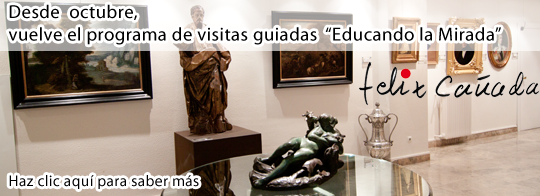 Desde octubre,
vuelve el programa de visitas guiadas “Educando la Mirada”
felix Cañada
Haz clic aquí para saber más